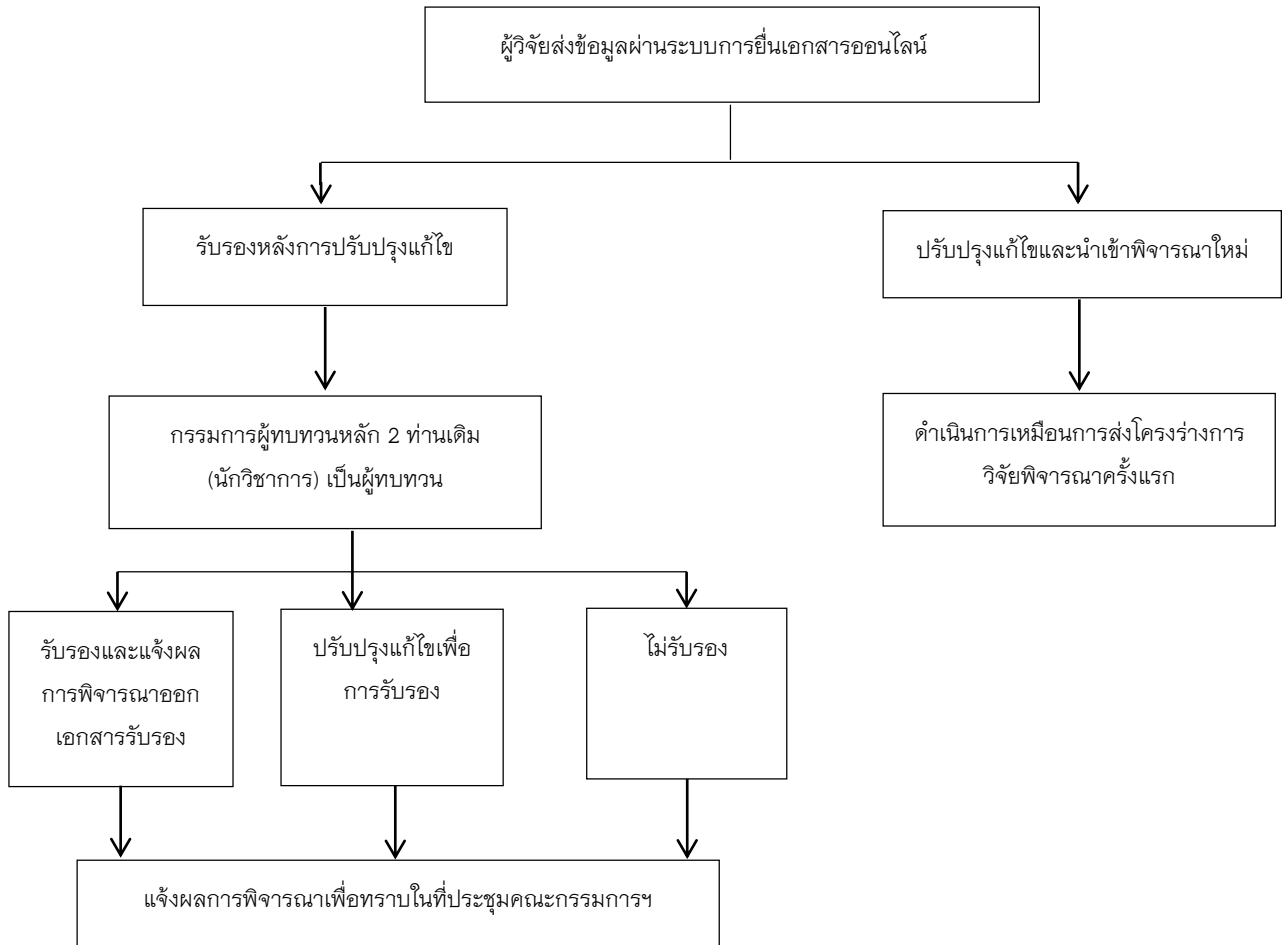 ผู้วิจัยส่งข้อมูลผ่านระบบการยื่นเอกสารออนไลน์
รับรองหลังการปรับปรุงแก้ไข
ปรับปรุงแก้ไขและนำเข้าพิจารณาใหม่
กรรมการผู้ทบทวนหลัก 2 ท่านเดิม
(นักวิชาการ) เป็นผู้ทบทวน
ดำเนินการเหมือนการส่งโครงร่างการ
วิจัยพิจารณาครั้งแรก
รับรองและแจ้งผล
การพิจารณาออก
เอกสารรับรอง
ปรับปรุงแก้ไขเพื่อ
การรับรอง
ไม่รับรอง
แจ้งผลการพิจารณาเพื่อทราบในที่ประชุมคณะกรรมการฯ